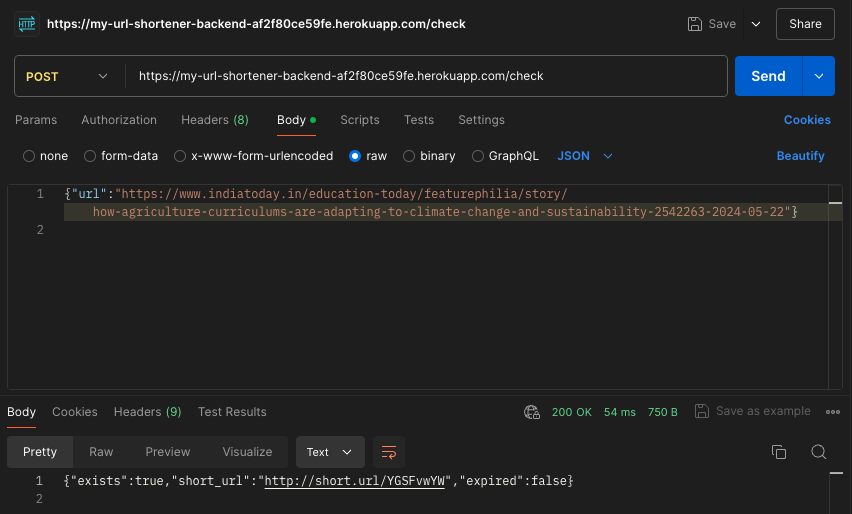 HTTP https://my-url-shortener-backend-af2f80ce59fe.herokuapp.com/check Save Share
POST https://my-url-shortener-backend-af2f80ce59fe.herokuapp.com/check Send
Params Authorization Headers (8) Body Scripts Tests Settings Cookies
none form-data x-www-form-urlencoded raw binary GraphQL JSON Beautify
1 {"url":"https://www.indiatoday.in/education-today/featurephilia/story/
how-agriculture-curriculums-are-adapting-to-climate-change-and-sustainability-2542263-2024-05-22"}
2
Body Cookies Headers (9) Test Results 200 OK 54 ms 750 B Save as example
Pretty Raw Preview Visualize Text
1 {"exists":true,"short_url":"http://short.url/YGSFvwYW","expired":false}
2